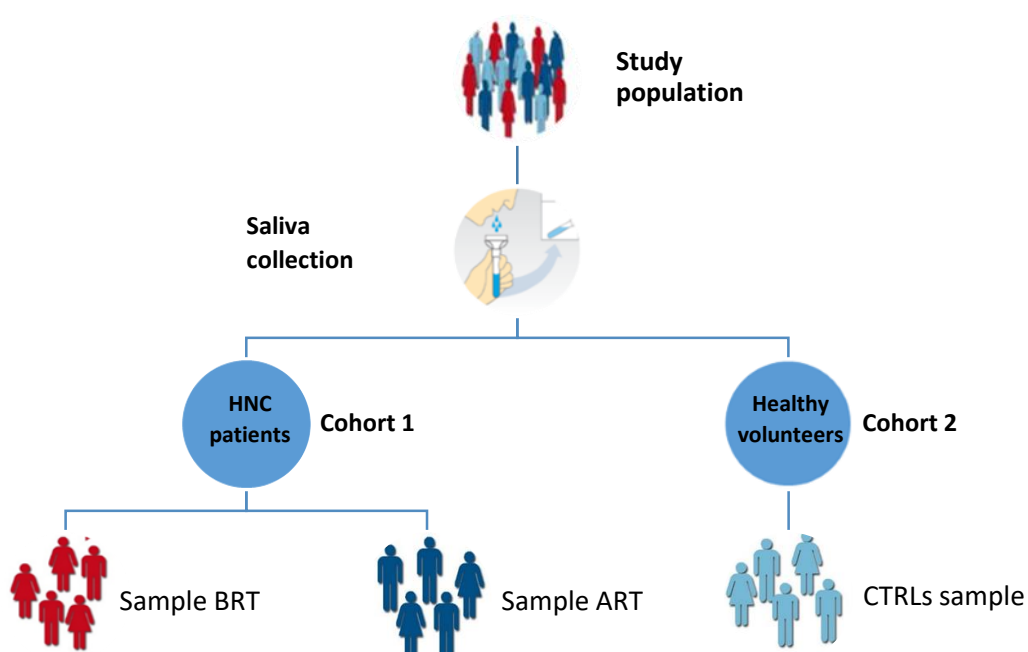 Study
population
Saliva
collection
HNC
patients
Cohort 1
Healthy
volunteers
Cohort 2
Sample BRT
Sample ART
CTRLs sample